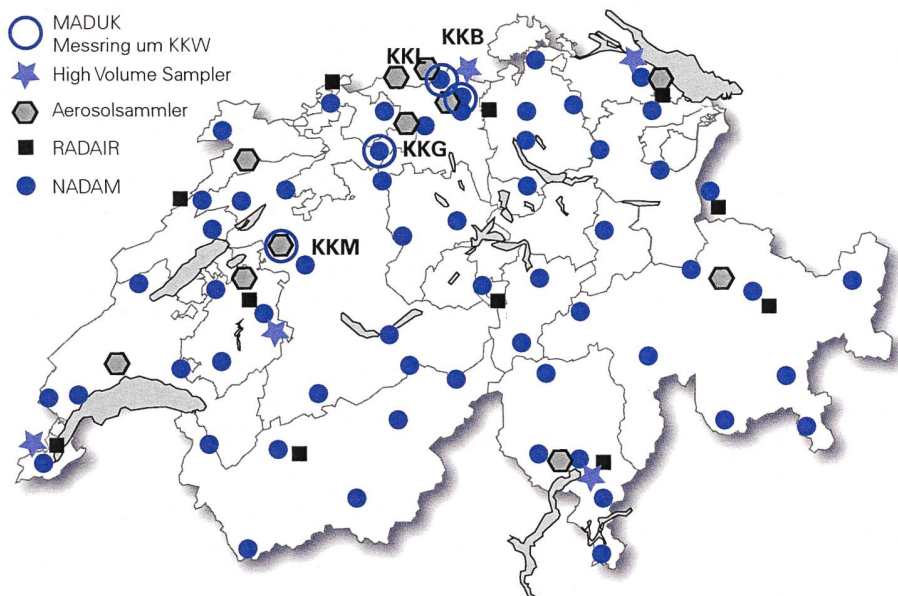 MADUK
Messring um KKW
High Volume Sampler
Aerosolsammler
RADAIR
NADAM
KKB
KKL
KKG
KKM